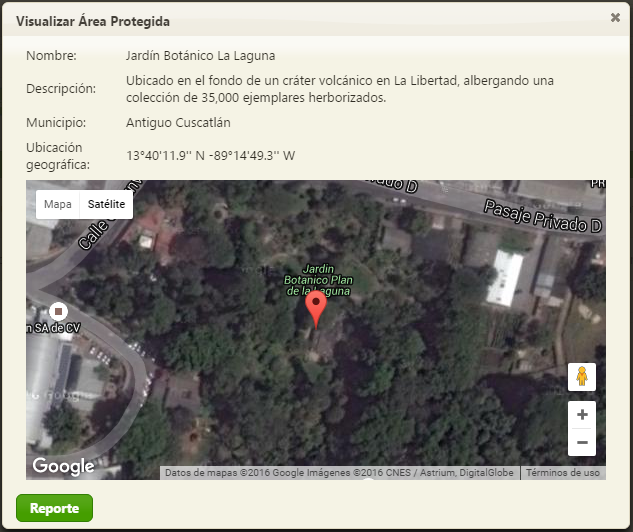 Visualizar Área Protegida
Nombre: Jardín Botánico La Laguna
Descripción: Ubicado en el fondo de un cráter volcánico en La Libertad, albergando una
colección de 35,000 ejemplares herborizados.
Municipio: Antiguo Cuscatlán
Ubicación
geográfica: 13°40'11.9'' N -89°14'49.3'' W
Mapa Satélite
Calle
Pasaje Privado D
Jardin
Botanico Plan
de la Laguna
n SA de CV
Google
Datos de mapas ©2016 Google Imágenes ©2016 CNES / Astrium, DigitalGlobe Términos de uso
Reporte